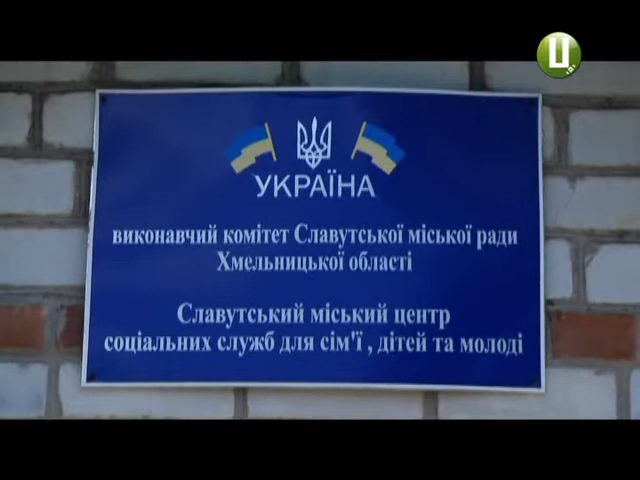 Ц
УКРАЇНА
виконавчий комітет Славутської міської ради
Хмельницької області
Славутський міський центр
соціальних служб для сім'ї , дітей та молоді